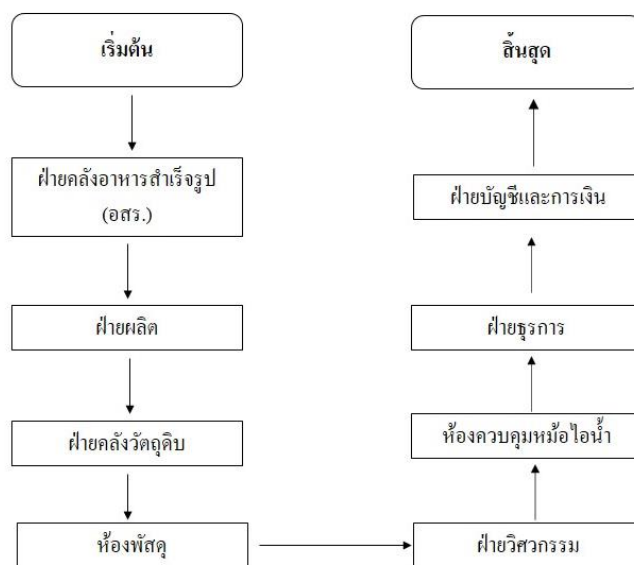 เริ่มต้น
ฝ่ายคลังอาหารสำเร็จรูป
(อสร.)
ฝ่ายผลิต
ฝ่ายคลังวัตถุดิบ
ห้องพัสดุ
ฝ่ายวิศวกรรม
ห้องควบคุมหม้อไอน้ำ
ฝ่ายธุรการ
ฝ่ายบัญชีและการเงิน
สิ้นสุด